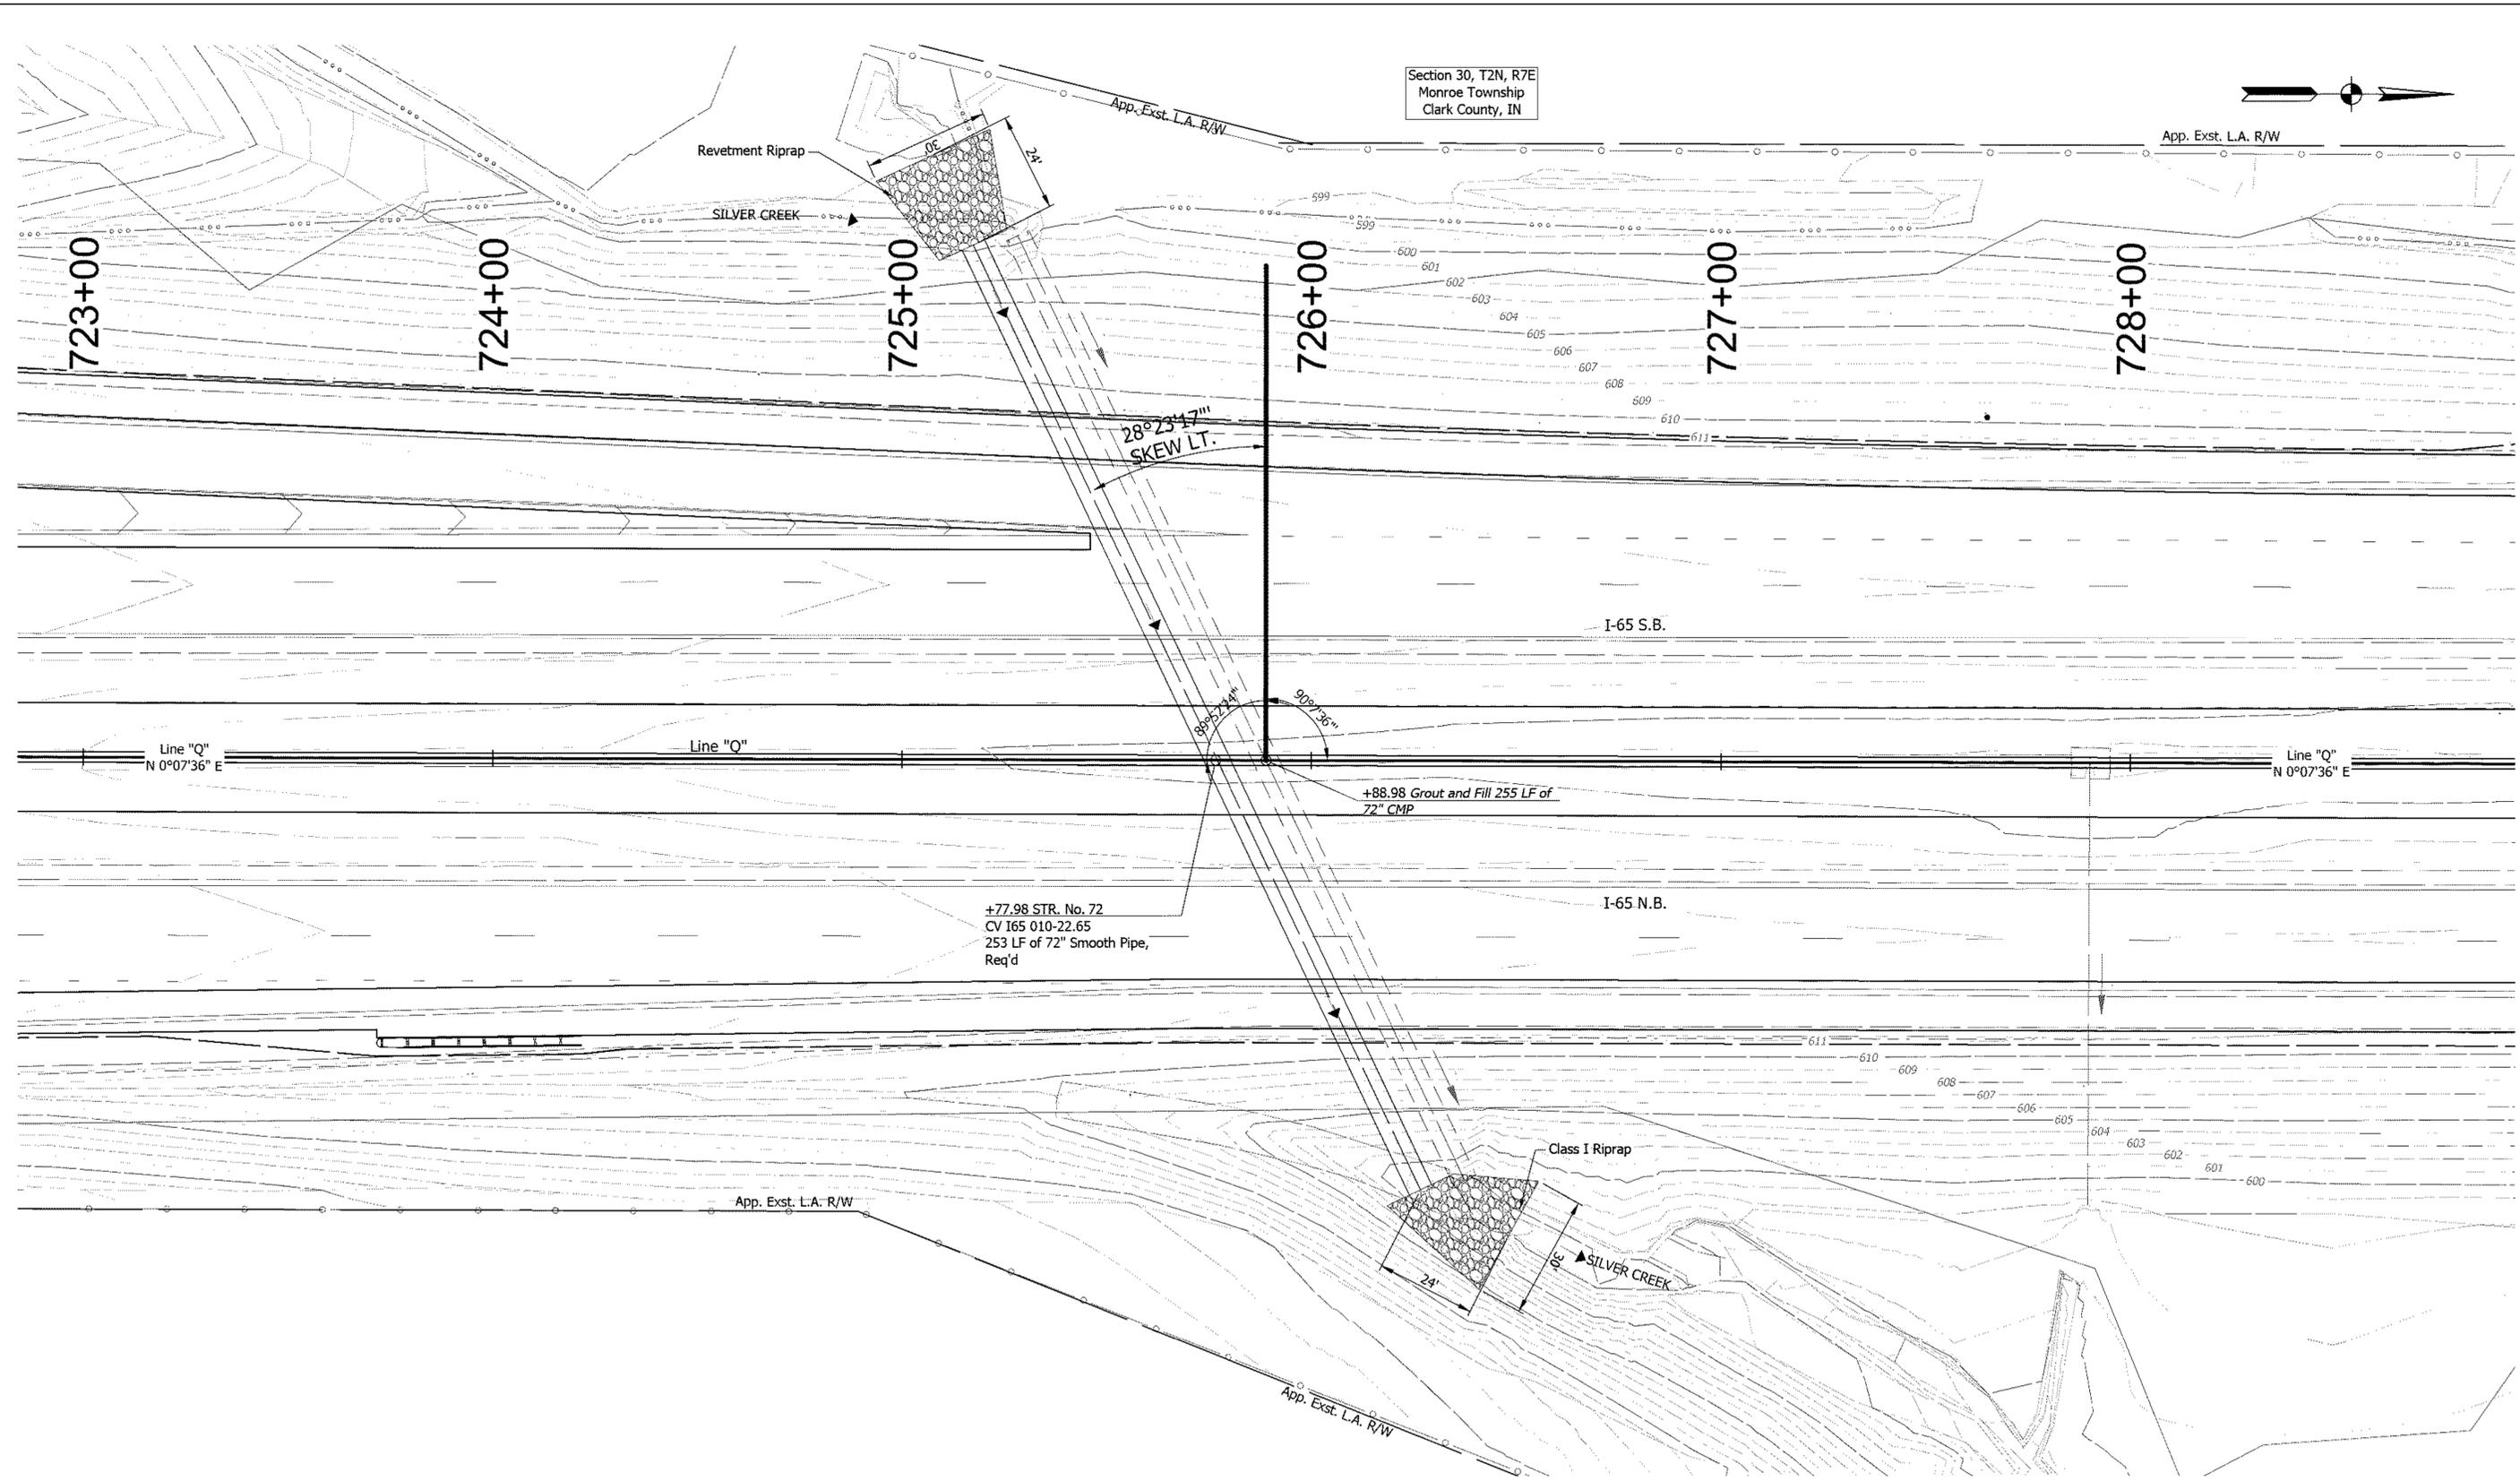 Section 30, T2N, R7E
Monroe Township
Clark County, IN
App. Exst. L.A. R/W
App. Exst. L.A. R/W
Revetment Riprap
30'
24'
SILVER CREEK
723+00
724+00
725+00
726+00
727+00
728+00
599
599
600
601
602
603
604
605
606
607
608
609
610
611
28°23'17"'
SKEW LT.
I-65 S.B.
89°52'24"'
90°7'36"'
Line "Q"
N 0°07'36" E
Line "Q"
Line "Q"
N 0°07'36" E
+88.98 Grout and Fill 255 LF of
72" CMP
+77.98 STR. No. 72
CV I65 010-22.65
253 LF of 72" Smooth Pipe,
Req'd
I-65 N.B.
611
610
609
608
607
606
605
604
603
602
601
600
Class I Riprap
App. Exst. L.A. R/W
24'
30'
SILVER CREEK
App. Exst. L.A. R/W